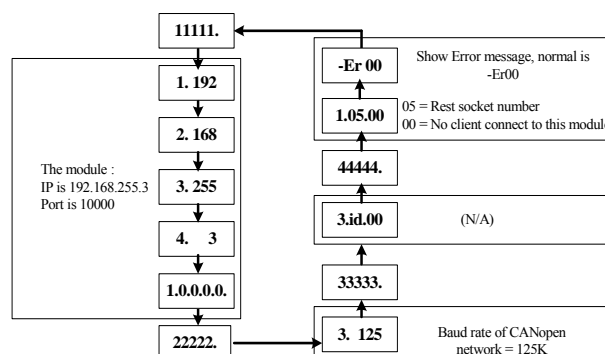 11111.
1. 192
2. 168
3. 255
4. 3
1.0.0.0.
22222.
The module :
IP is 192.168.255.3
Port is 10000
3. 125
Baud rate of CANopen
network = 125K
33333.
3.id.00
(N/A)
44444.
1.05.00
05 = Rest socket number
00 = No client connect to this module
-Er 00
Show Error message, normal is
-Er00